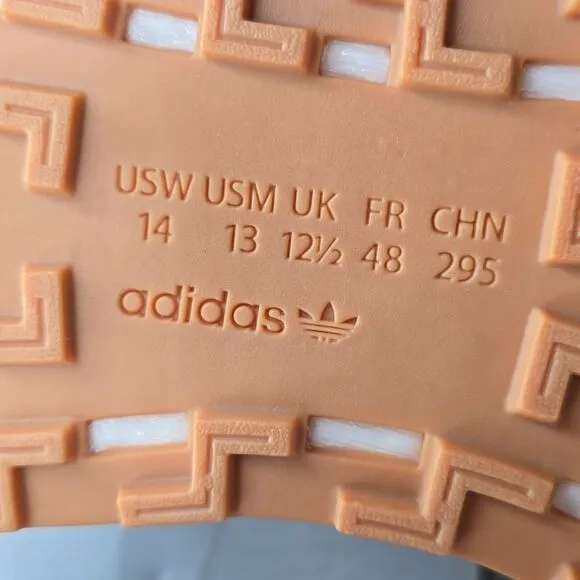 USW USM UK FR CHN
14 13 12½ 48 295
adidas